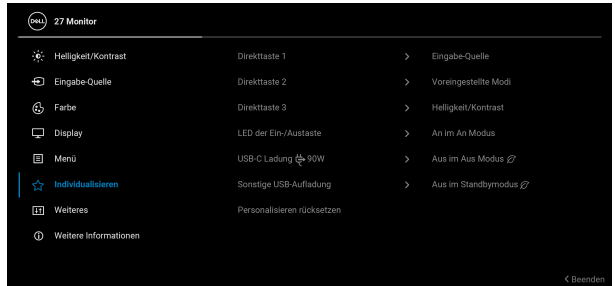 DELL 27 Monitor
Helligkeit/Kontrast Direkttaste 1 > Eingabe-Quelle
Eingabe-Quelle Direkttaste 2 > Voreingestellte Modi
Farbe Direkttaste 3 > Helligkeit/Kontrast
Display LED der Ein-/Austaste > An im An Modus
Menü USB-C Ladung 90W > Aus im Aus Modus
Individualisieren Sonstige USB-Aufladung > Aus im Standbymodus
Weiteres Personalisieren rücksetzen
Weitere Informationen
< Beenden